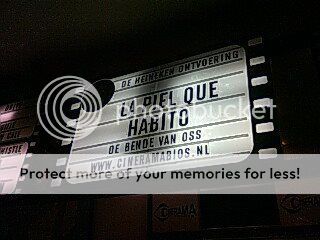 DE HEINEKEN ONTVOERING
LA PIEL QUE
HABITO
DE BENDE VAN OSS
WWW.CINERAMABIOS.NL
photobucket
Protect more of your memories for less!